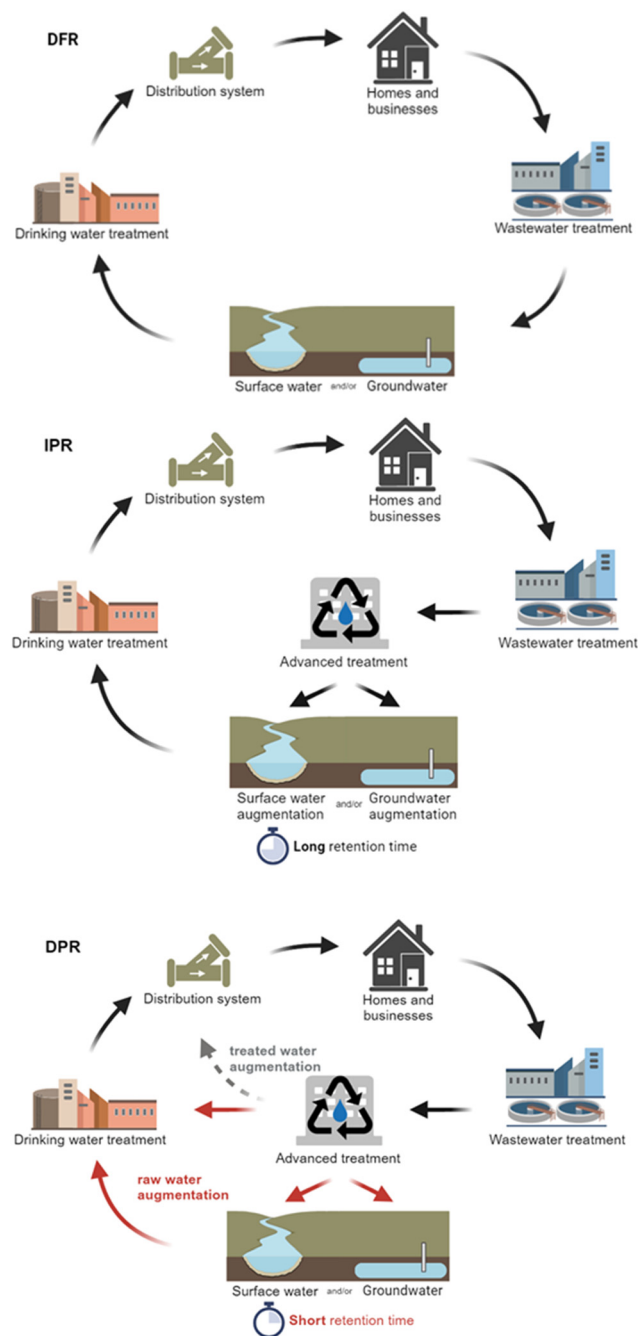 DFR
Distribution system
Homes and
businesses
Drinking water treatment
Wastewater treatment
Surface water and/or Groundwater
IPR
Distribution system
Homes and
businesses
Drinking water treatment
Advanced treatment
Wastewater treatment
Surface water and/or Groundwater
augmentation augmentation
Long retention time
DPR
Distribution system
Homes and
businesses
treated water
augmentation
Drinking water treatment
Advanced treatment
Wastewater treatment
raw water
augmentation
Surface water and/or Groundwater
Short retention time